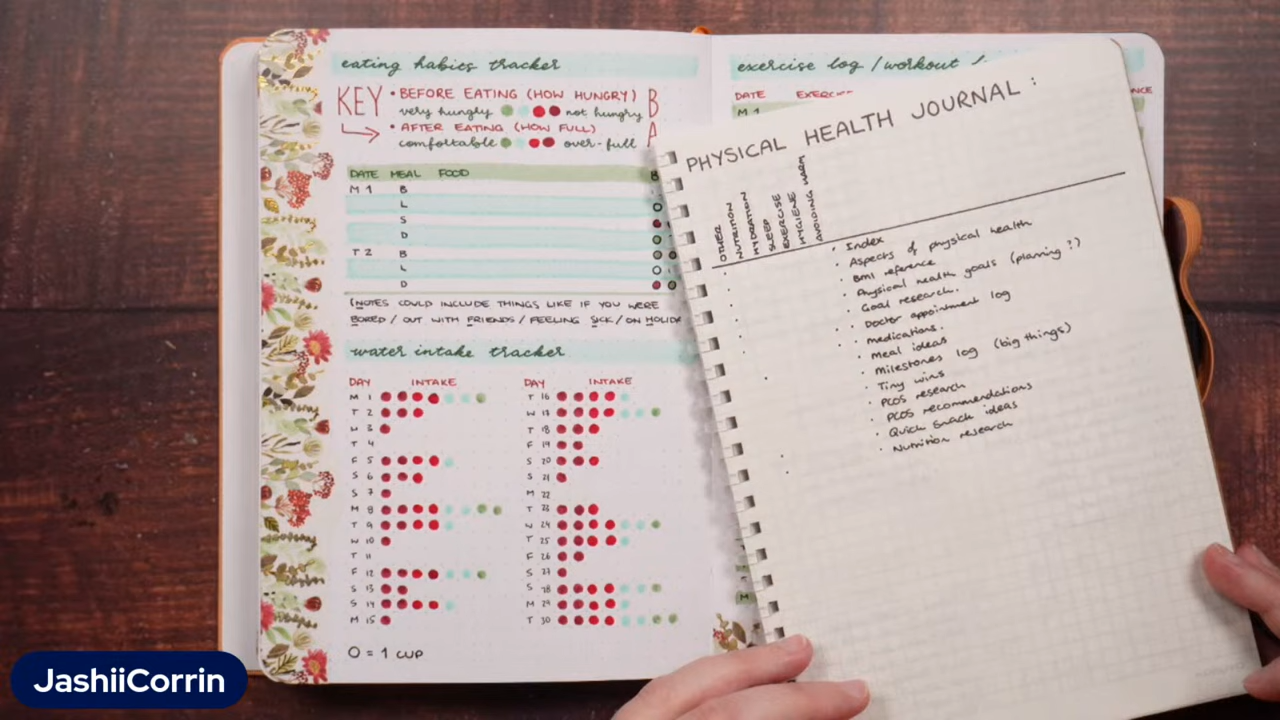 eating habits tracker
KEY
• BEFORE EATING (HOW HUNGRY) B
very hungry not hungry
• AFTER EATING (HOW FULL) A
comfortable over-full
DATE MEAL FOOD B
M 1 B
L
S
D
T 2 B
L
D
(NOTES COULD INCLUDE THINGS LIKE IF YOU WERE
BORED / OUT WITH FRIENDS / FEELING SICK / ON
water intake tracker
DAY INTAKE
M 1
T 2
W 3
T 4
F 5
S 6
S 7
M 8
T 9
W 10
T 11
F 12
S 13
S 14
M 15
DAY INTAKE
T 16
W 17
T 18
F 19
S 20
S 21
M 22
T 23
W 24
T 25
F 26
S 27
S 28
M 29
T 30
O = 1 CUP
exercise log / workout
DATE
M 1
PHYSICAL HEALTH JOURNAL :
OTHER
NUTRITION
HYDRATION
SLEEP
EXERCISE
HYGIENE
AVOIDING HARM
• Index
• Aspects of physical health
• BMI reference
• Physical health goals (planning ?)
• Goal research.
• Doctor appointment log
• medications.
• Meal ideas
• Milestones log (big things)
• Tiny wins
• PCOS research
• PCOS recommendations
• Quick Snack ideas
• Nutrition research
M
JashiiCorrin